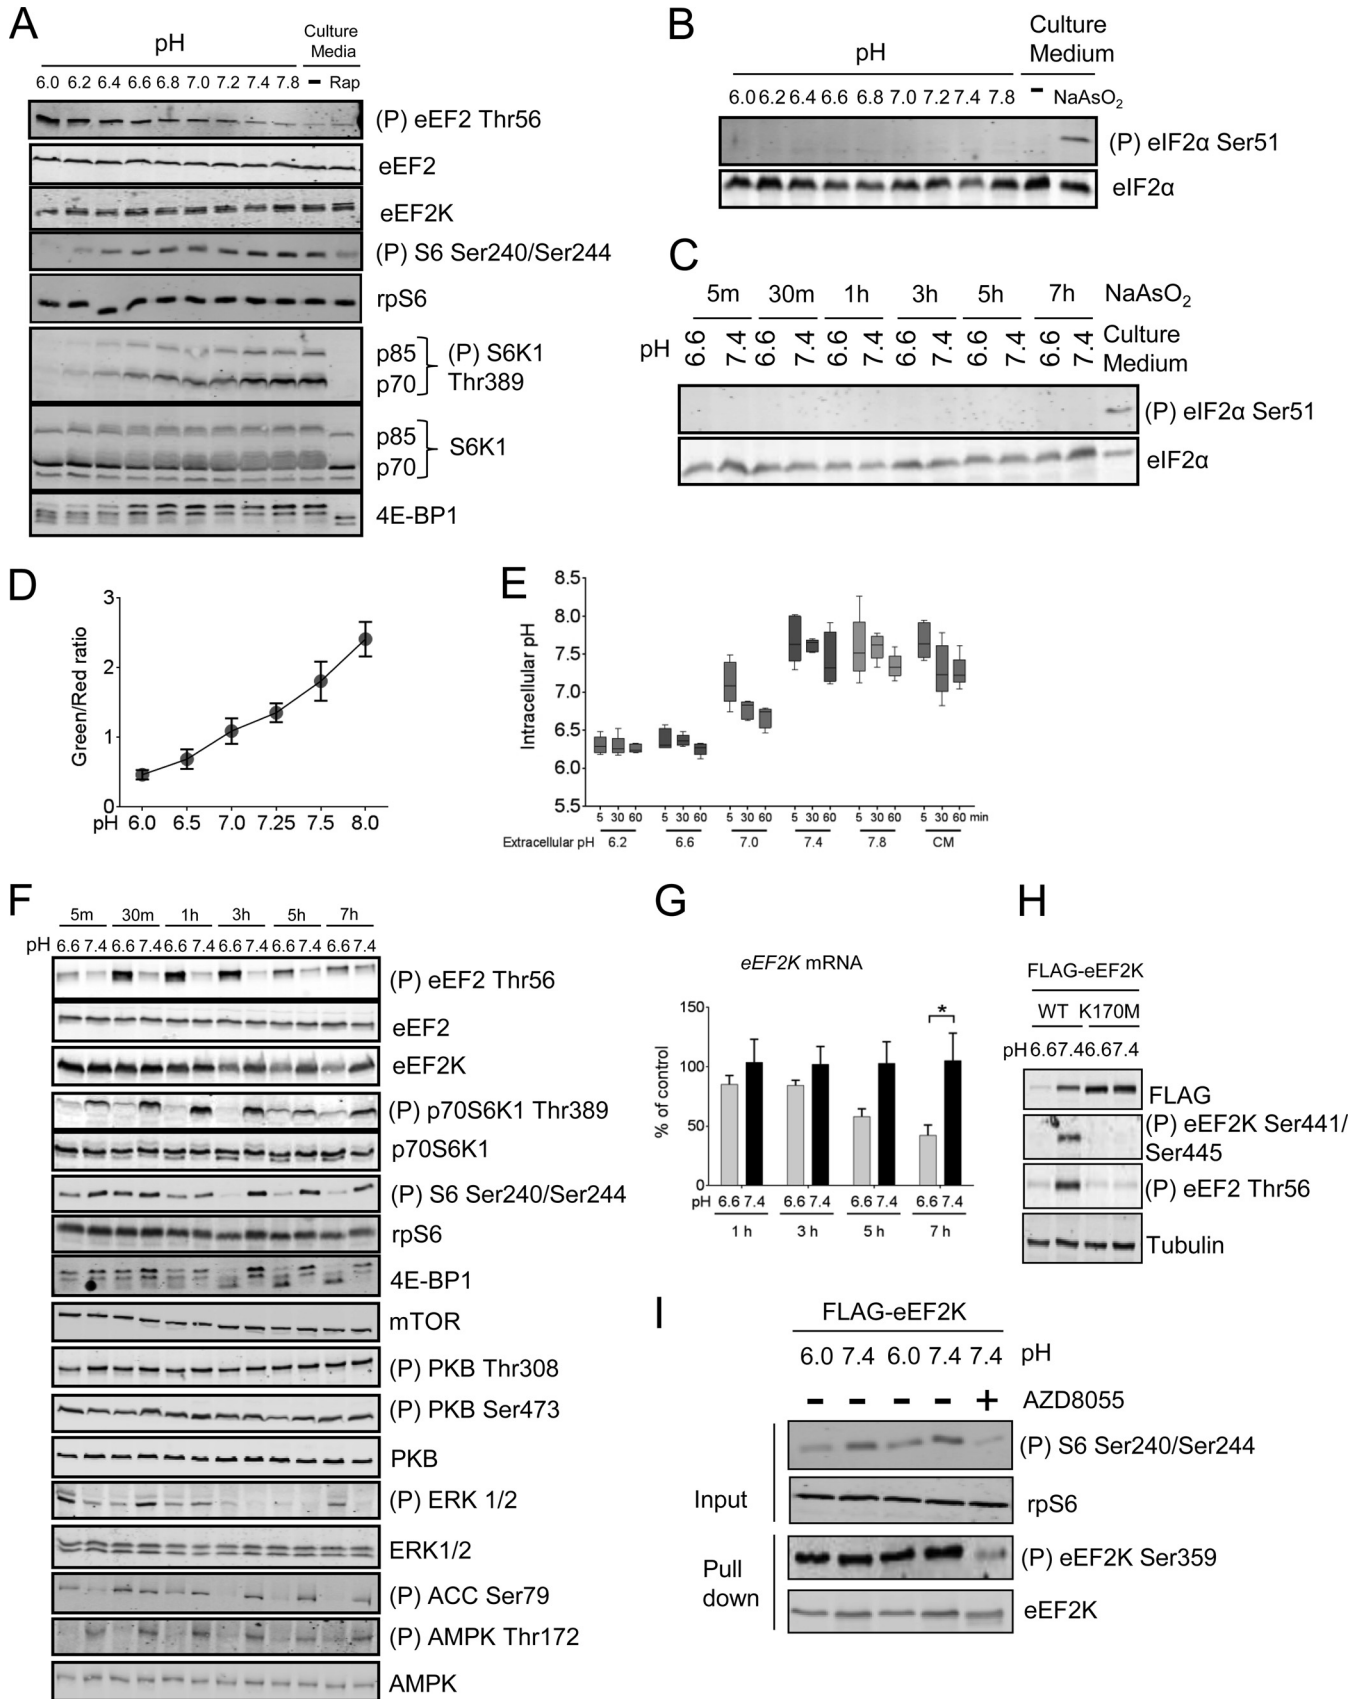 A
pH
Culture
Media
6.0 6.2 6.4 6.6 6.8 7.0 7.2 7.4 7.8 - Rap
(P) eEF2 Thr56
eEF2
eEF2K
(P) S6 Ser240/Ser244
rpS6
p85
p70
(P) S6K1
Thr389
p85
p70
S6K1
4E-BP1
B
pH
Culture
Medium
6.0 6.2 6.4 6.6 6.8 7.0 7.2 7.4 7.8 - NaAsO₂
(P) eIF2α Ser51
eIF2α
C
5m 30m 1h 3h 5h 7h NaAsO₂
pH 6.6 7.4 6.6 7.4 6.6 7.4 6.6 7.4 6.6 7.4 6.6 7.4
Culture
Medium
(P) eIF2α Ser51
eIF2α
D
Green/Red ratio
3
2
1
0
pH 6.0 6.5 7.0 7.25 7.5 8.0
E
Intracellular pH
8.5
8.0
7.5
7.0
6.5
6.0
5.5
5 30 60 5 30 60 5 30 60 5 30 60 5 30 60 5 30 60 min
Extracellular pH 6.2 6.6 7.0 7.4 7.8 CM
F
5m 30m 1h 3h 5h 7h
pH 6.6 7.4 6.6 7.4 6.6 7.4 6.6 7.4 6.6 7.4 6.6 7.4
(P) eEF2 Thr56
eEF2
eEF2K
(P) p70S6K1 Thr389
p70S6K1
(P) S6 Ser240/Ser244
rpS6
4E-BP1
mTOR
(P) PKB Thr308
(P) PKB Ser473
PKB
(P) ERK 1/2
ERK1/2
(P) ACC Ser79
(P) AMPK Thr172
AMPK
G
eEF2K mRNA
% of control
150
100
50
0
*
pH 6.6 7.4 6.6 7.4 6.6 7.4 6.6 7.4
1 h 3 h 5 h 7 h
H
FLAG-eEF2K
WT K170M
pH 6.6 7.4 6.6 7.4
FLAG
(P) eEF2K Ser441/
Ser445
(P) eEF2 Thr56
Tubulin
I
FLAG-eEF2K
6.0 7.4 6.0 7.4 7.4 pH
- - - - + AZD8055
(P) S6 Ser240/Ser244
Input
rpS6
(P) eEF2K Ser359
Pull
down
eEF2K